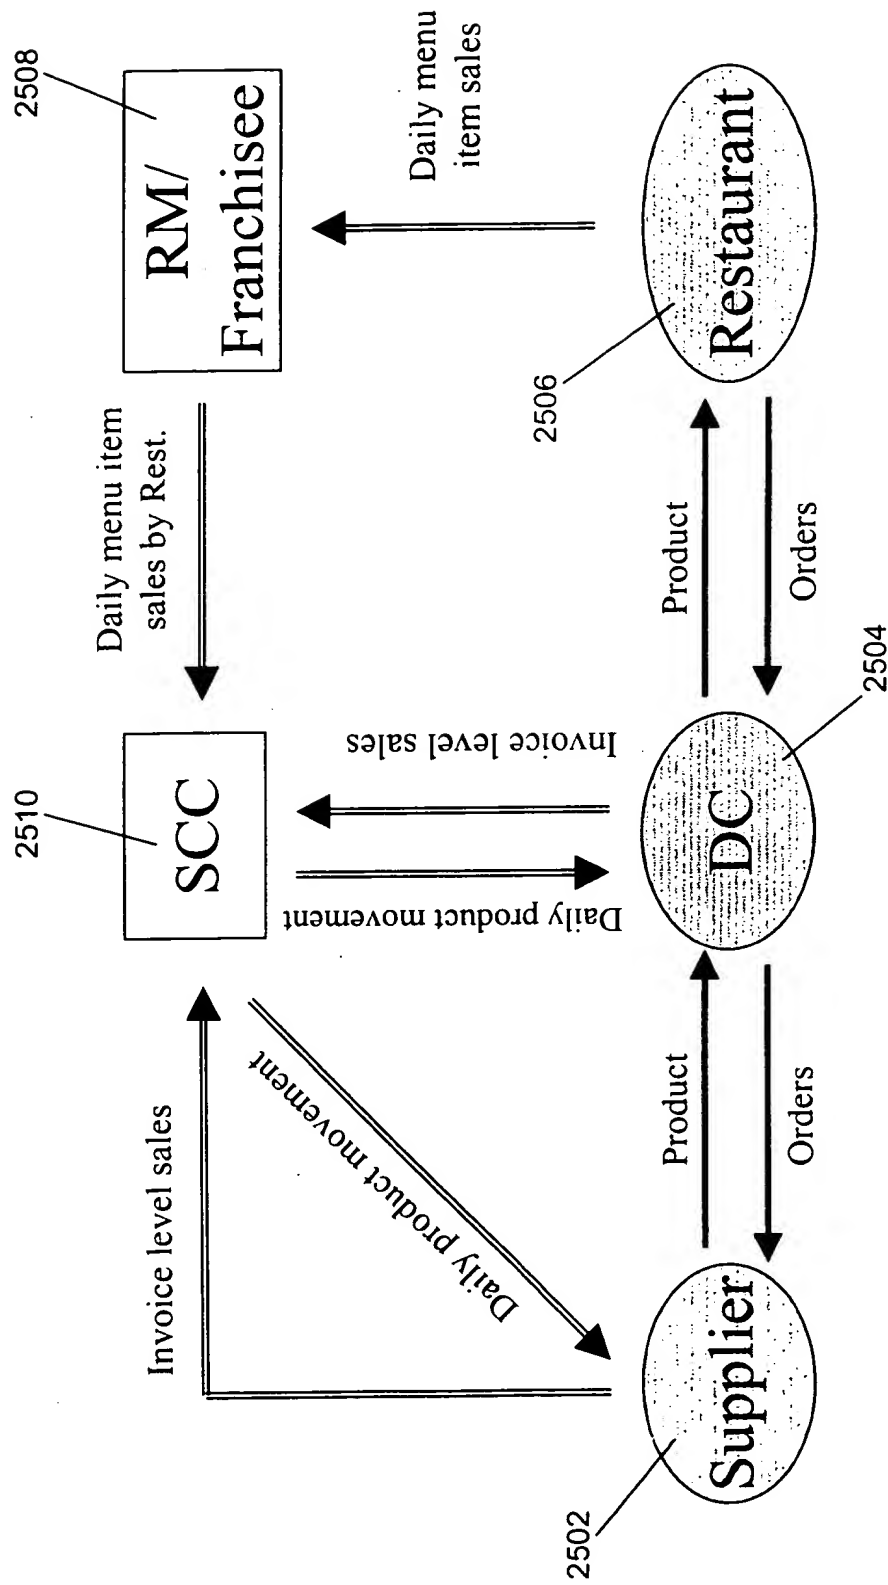 2510
2508
SCC
RM/
Franchisee
Invoice level sales
Daily menu item
sales by Rest.
Daily product movement
Daily product movement
Invoice level sales
Daily menu
item sales
Product
Product
2506
Supplier
DC
Restaurant
Orders
Orders
2502
2504